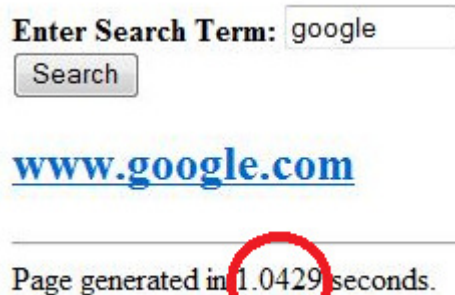 Enter Search Term: google
Search
www.google.com
Page generated in 1.0429 seconds.